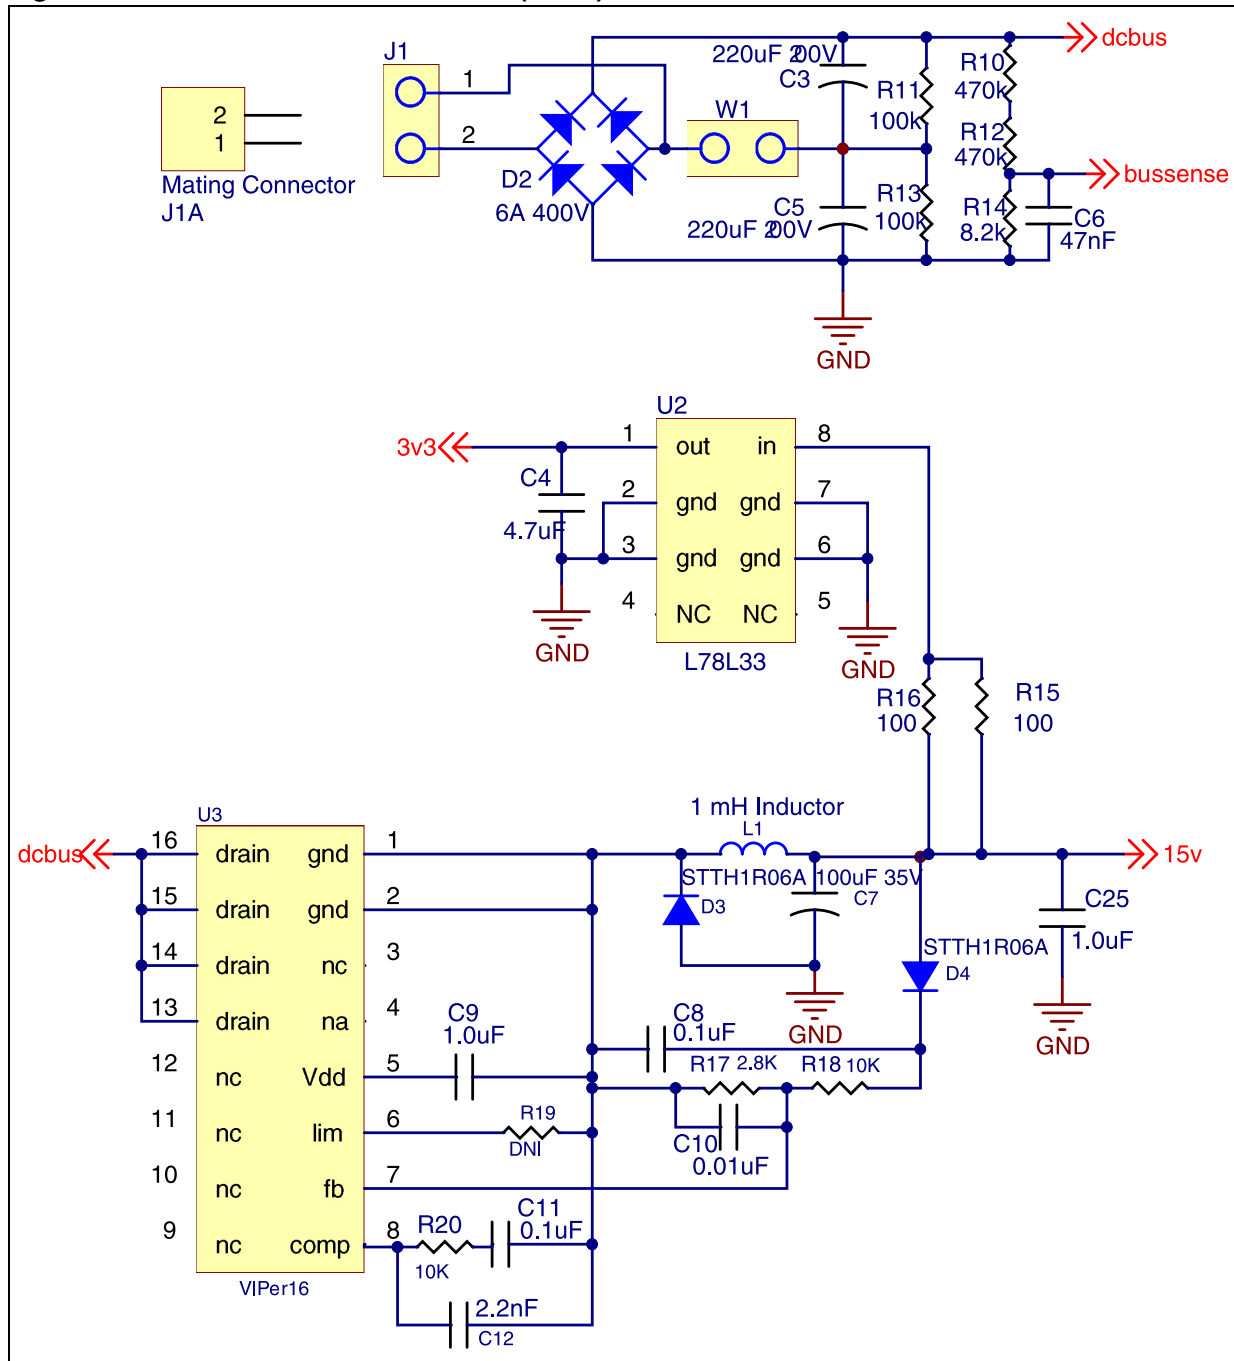 J1
1
2
2
1
Mating Connector
J1A
D2
6A 400V
W1
220uF 200V
C3
R11
100k
R10
470k
R12
470k
dcbus
bussense
C5
220uF 200V
R13
100k
R14
8.2k
C6
47nF
GND
U2
3v3
1
out
in
8
C4
4.7uF
2
gnd
gnd
7
3
gnd
gnd
6
4
NC
NC
5
GND
GND
L78L33
R16
100
R15
100
U3
1 mH Inductor
L1
dcbus
16
drain
gnd
1
15v
15
drain
gnd
2
14
drain
nc
3
13
drain
na
4
12
nc
Vdd
5
11
nc
lim
6
10
nc
fb
7
9
nc
comp
8
VIPer16
STTH1R06A
D3
100uF 35V
C7
GND
STTH1R06A
D4
C25
1.0uF
GND
C9
1.0uF
C8
0.1uF
R17 2.8K
R18 10K
R19
DNI
C10
0.01uF
C11
0.1uF
R20
10K
2.2nF
C12